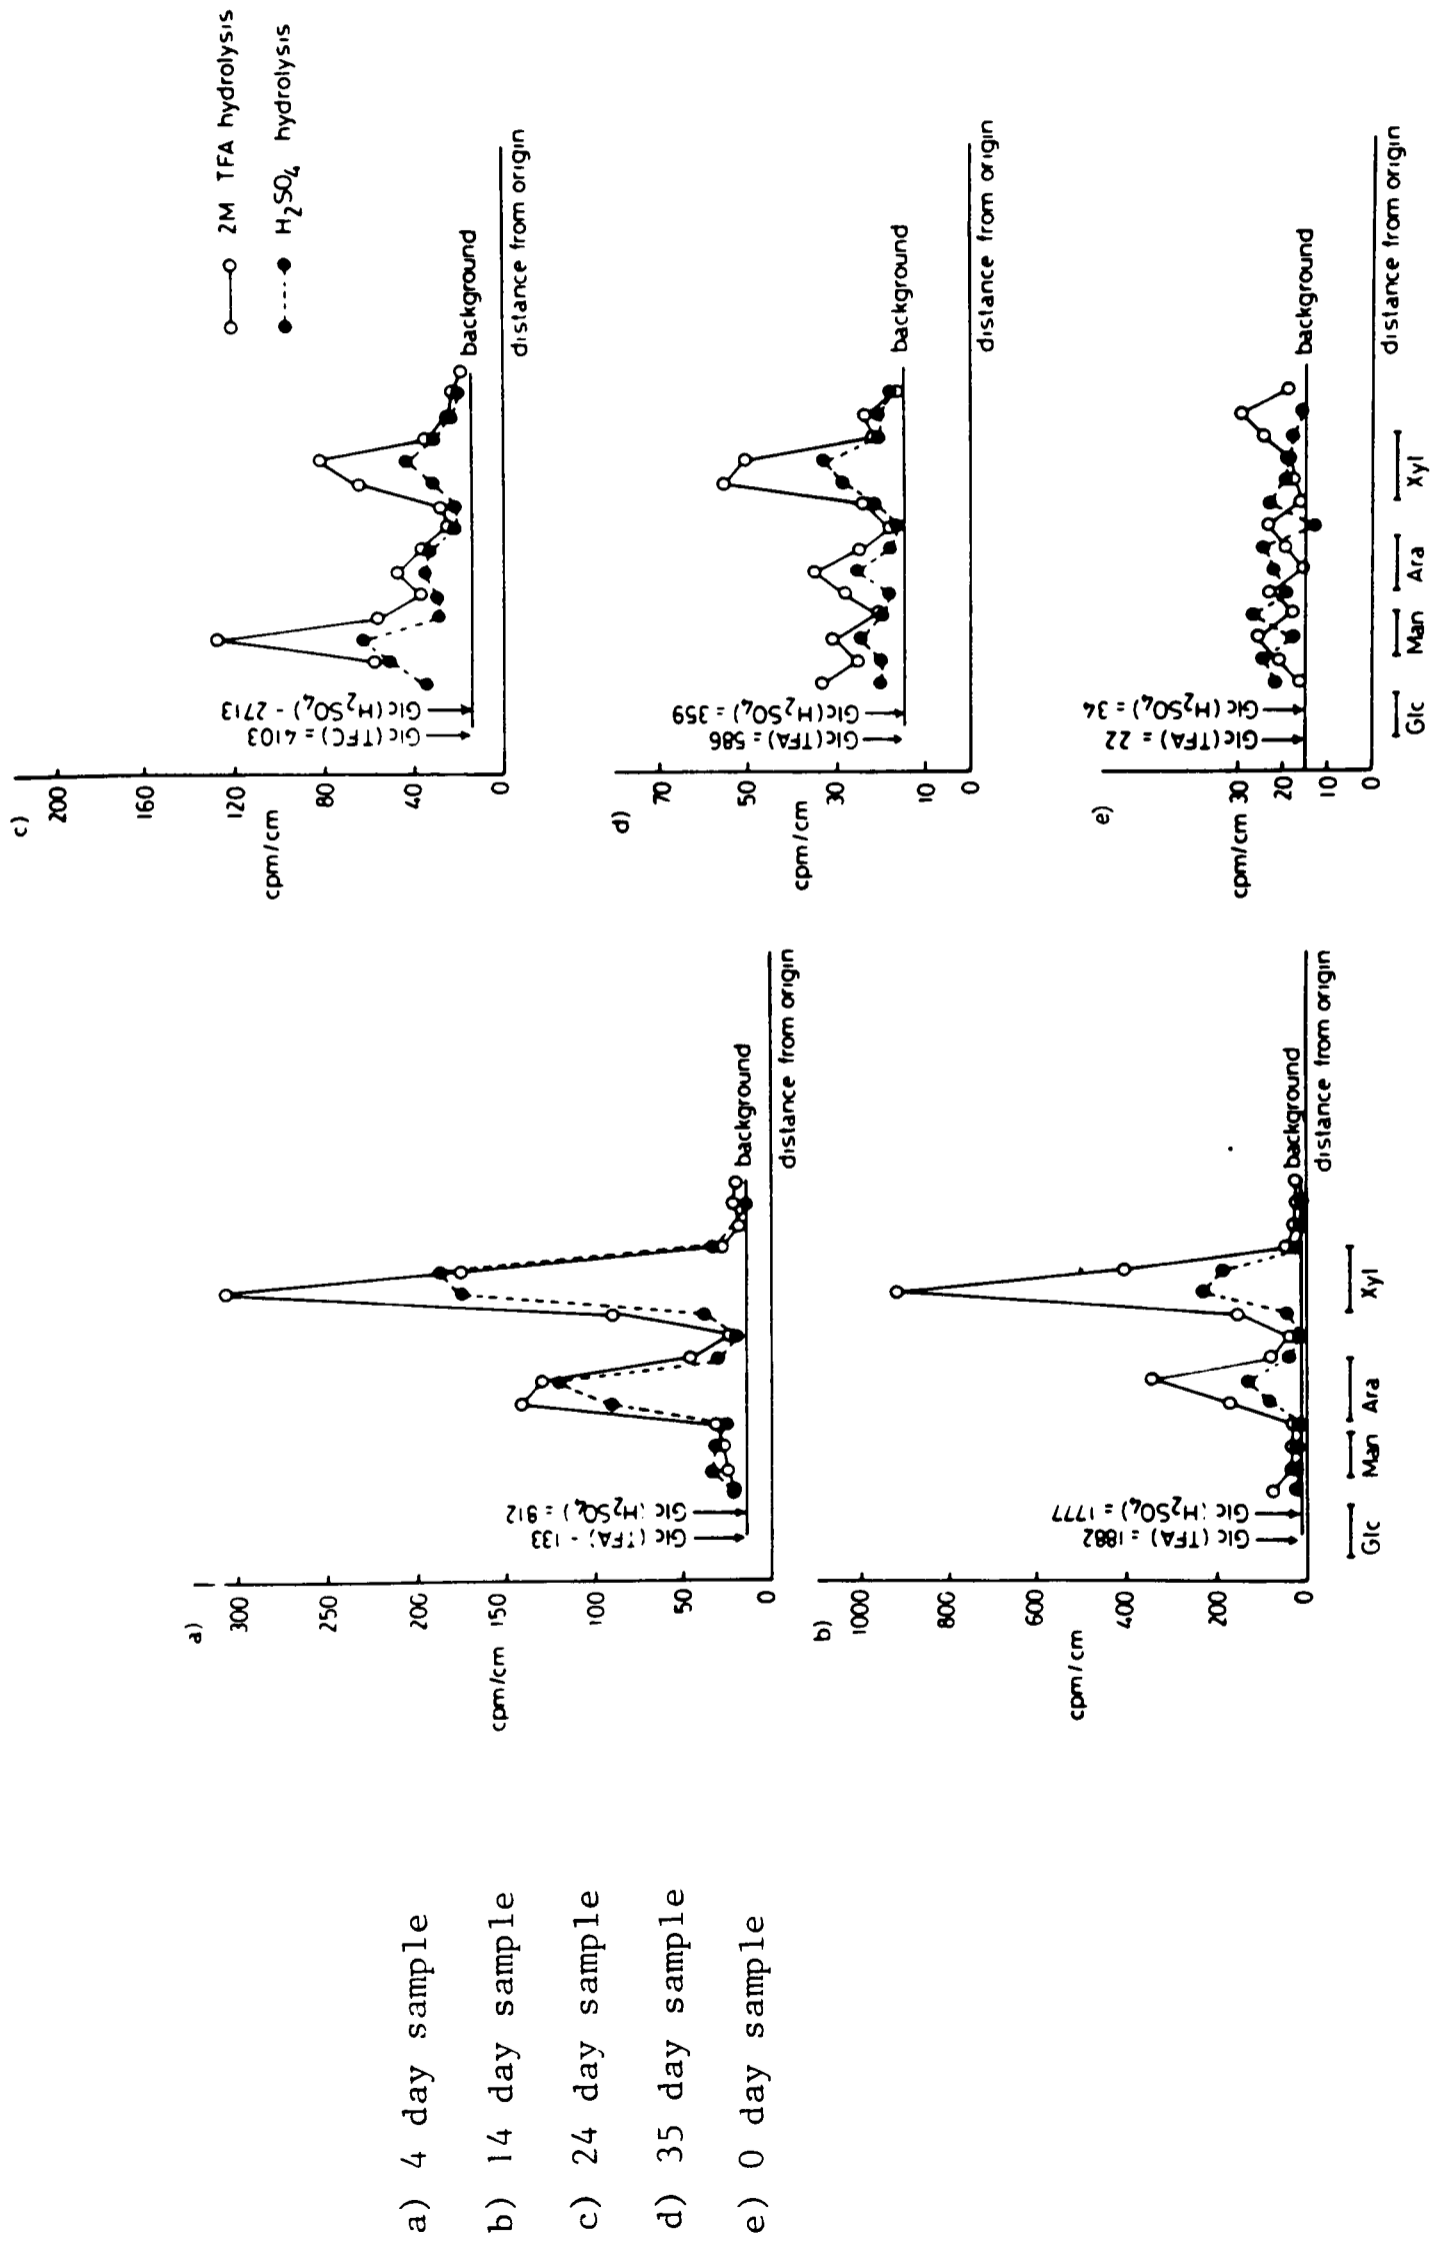 a) 4 day sample
b) 14 day sample
c) 24 day sample
d) 35 day sample
e) 0 day sample
a)
300
250
200
150
100
50
0
cpm/cm
Glc (TFA) - 133
Glc (H2SO4) = 912
background
distance from origin
b)
1000
800
600
400
200
0
cpm/cm
Glc (TFA) = 1882
Glc (H2SO4) = 1777
background
distance from origin
Glc Man Ara Xyl
c)
200
160
120
80
40
0
cpm/cm
Glc (TFC) = 4103
Glc (H2SO4) - 2713
background
distance from origin
2M TFA hydrolysis
H2SO4 hydrolysis
d)
70
50
30
10
0
cpm/cm
Glc (TFA) = 586
Glc (H2SO4) = 359
background
distance from origin
e)
30
20
10
0
cpm/cm
Glc (TFA) = 22
Glc (H2SO4) = 34
background
distance from origin
Glc Man Ara Xyl